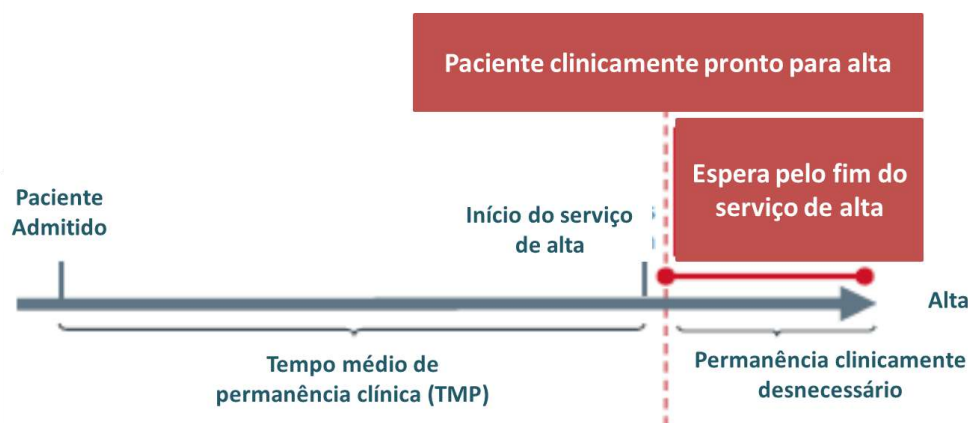 Paciente clinicamente pronto para alta
Espera pelo fim do
serviço de alta
Paciente
Admitido
Início do serviço
de alta
Alta
Tempo médio de
permanência clínica (TMP)
Permanência clinicamente
desnecessário